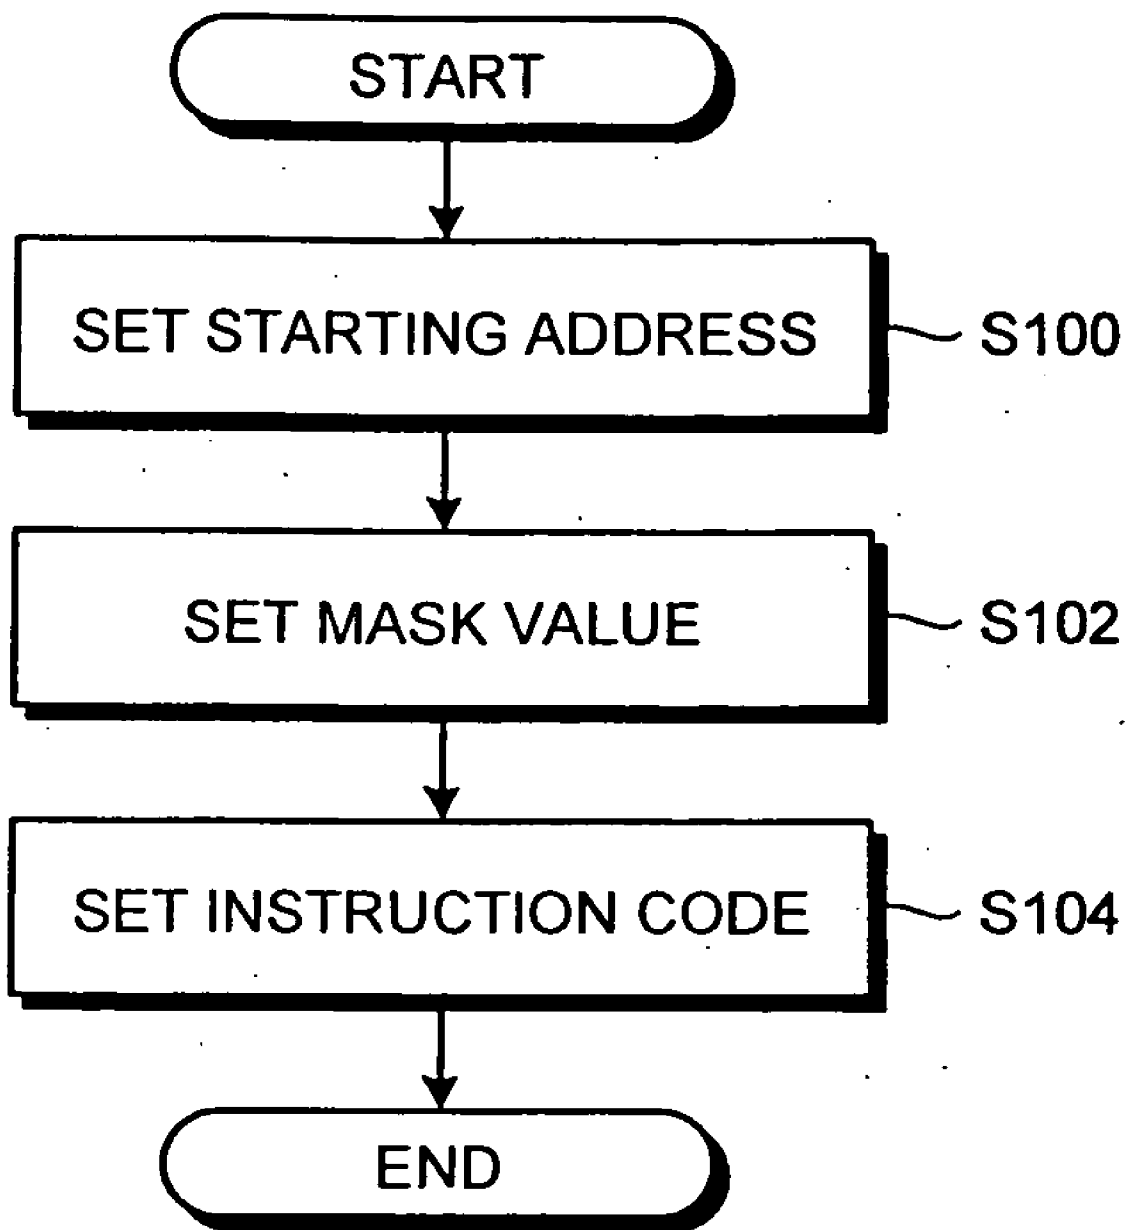 START
SET STARTING ADDRESS
S100
SET MASK VALUE
S102
SET INSTRUCTION CODE
S104
END